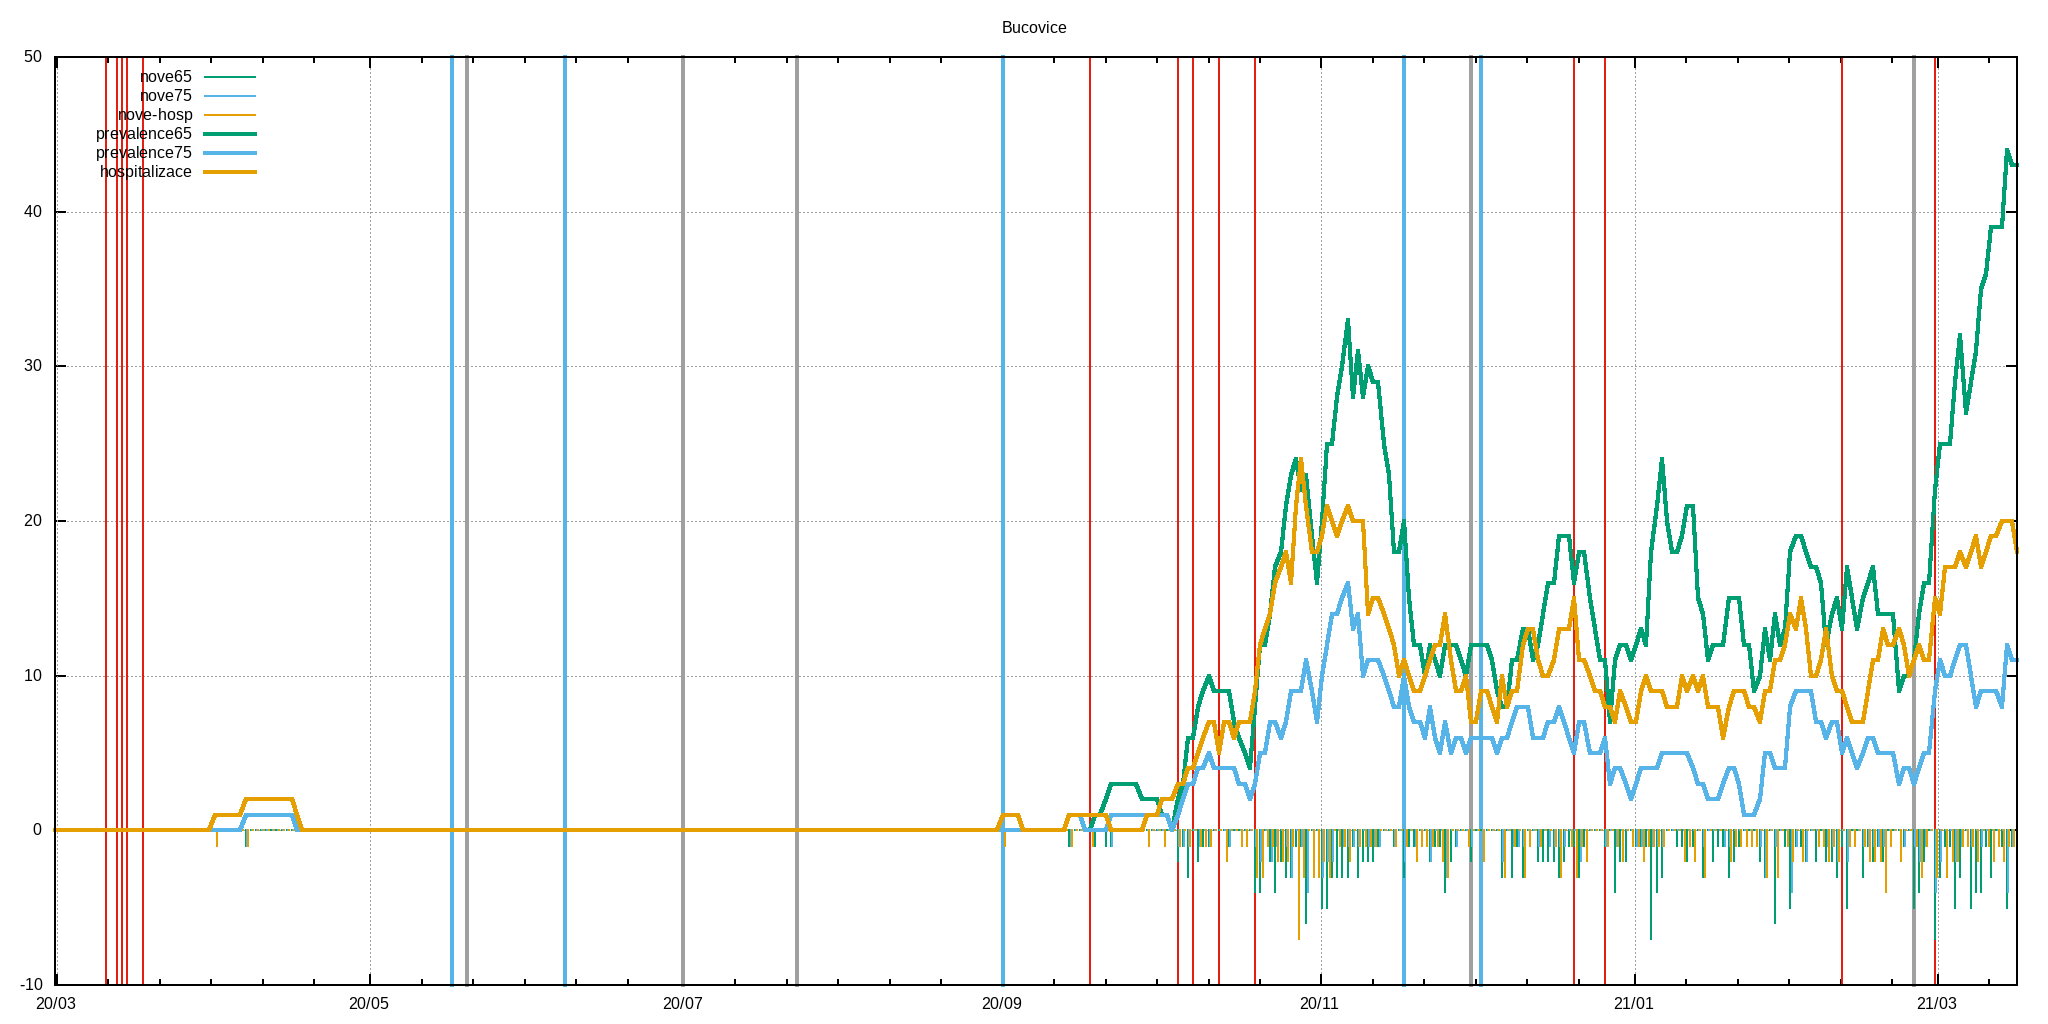 Bucovice
50
40
30
20
10
0
-10
nove65
nove75
nove-hosp
prevalence65
prevalence75
hospitalizace
20/03 20/05 20/07 20/09 20/11 21/01 21/03